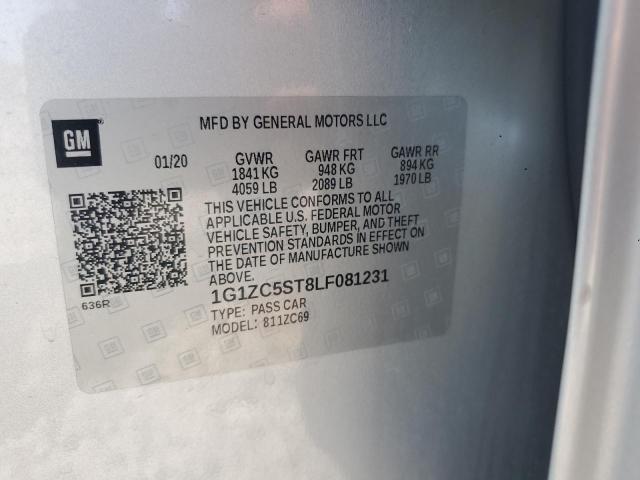 GM
MFD BY GENERAL MOTORS LLC
01/20 GVWR GAWR FRT GAWR RR
1841 KG 948 KG 894 KG
4059 LB 2089 LB 1970 LB
THIS VEHICLE CONFORMS TO ALL
APPLICABLE U.S. FEDERAL MOTOR
VEHICLE SAFETY, BUMPER, AND THEFT
PREVENTION STANDARDS IN EFFECT ON
THE DATE OF MANUFACTURE SHOWN
ABOVE.
1G1ZC5ST8LF081231
TYPE: PASS CAR
MODEL: 811ZC69
636R